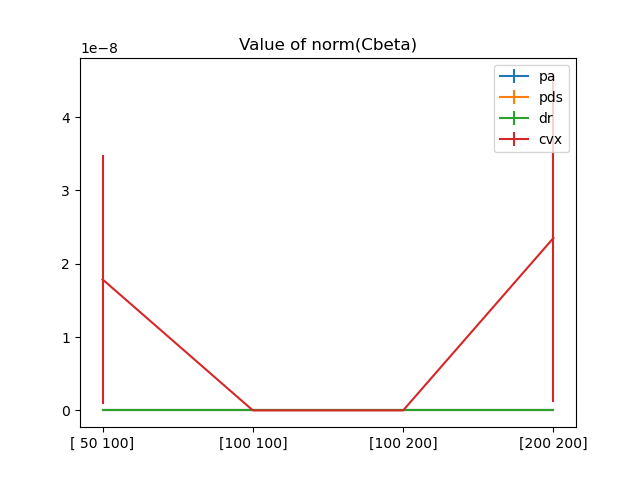 Value of norm(Cbeta)
1e−8
pa
pds
dr
cvx
4
3
2
1
0
[ 50 100]
[100 100]
[100 200]
[200 200]